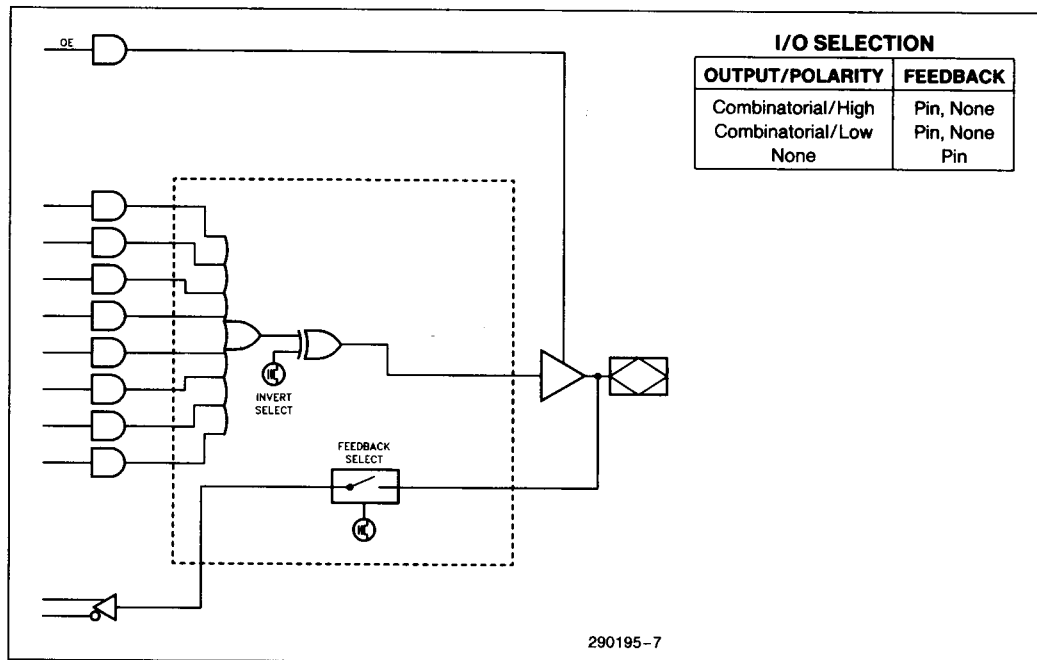 OE
I/O SELECTION
OUTPUT/POLARITY FEEDBACK
Combinatorial/High Pin, None
Combinatorial/Low Pin, None
None Pin
INVERT
SELECT
FEEDBACK
SELECT
290195-7